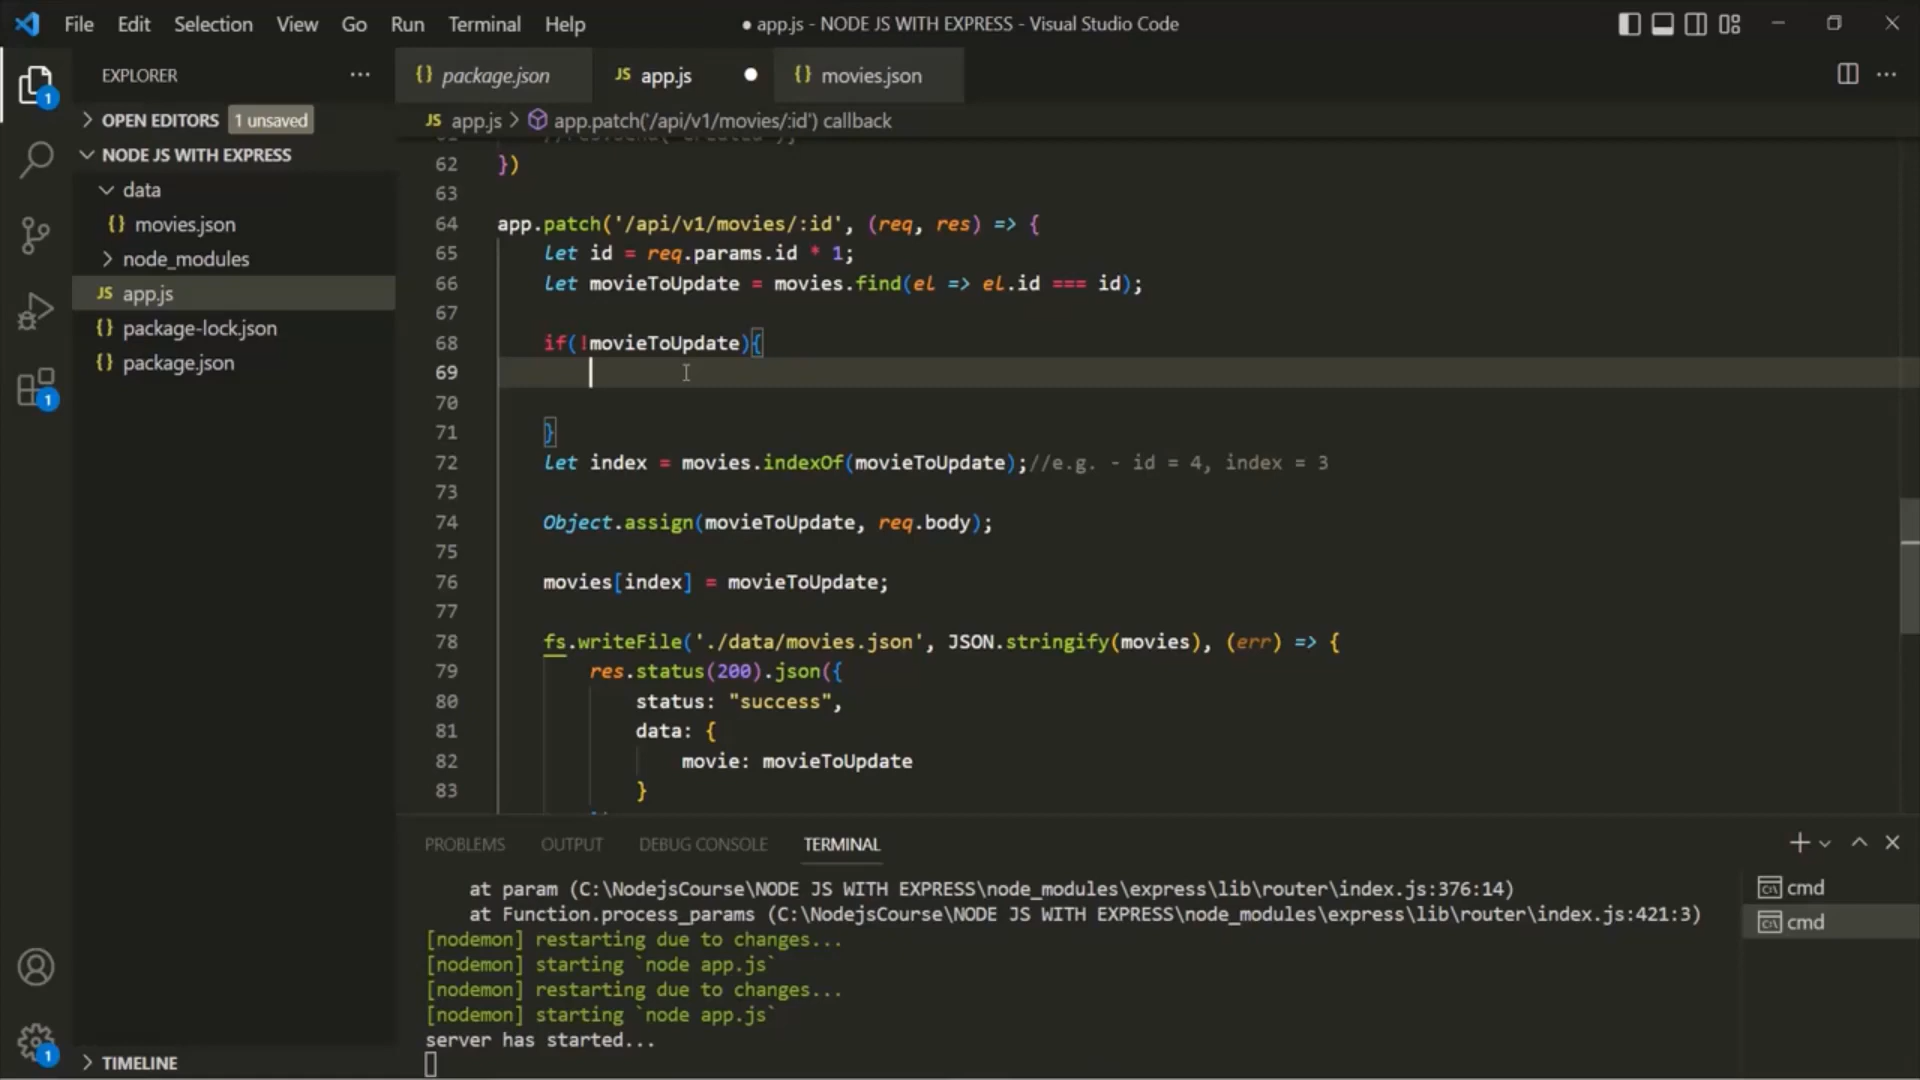 File Edit Selection View Go Run Terminal Help
● app.js - NODE JS WITH EXPRESS - Visual Studio Code
EXPLORER
OPEN EDITORS 1 unsaved
NODE JS WITH EXPRESS
data
{} movies.json
node_modules
JS app.js
{} package-lock.json
{} package.json
TIMELINE
1
1
1
{} package.json JS app.js ● {} movies.json
JS app.js > app.patch('/api/v1/movies/:id') callback
62 })
63
64 app.patch('/api/v1/movies/:id', (req, res) => {
65 let id = req.params.id * 1;
66 let movieToUpdate = movies.find(el => el.id === id);
67
68 if(!movieToUpdate){
69
70
71 }
72 let index = movies.indexOf(movieToUpdate);//e.g. - id = 4, index = 3
73
74 Object.assign(movieToUpdate, req.body);
75
76 movies[index] = movieToUpdate;
77
78 fs.writeFile('./data/movies.json', JSON.stringify(movies), (err) => {
79 res.status(200).json({
80 status: "success",
81 data: {
82 movie: movieToUpdate
83 }
PROBLEMS OUTPUT DEBUG CONSOLE TERMINAL
at param (C:\NodejsCourse\NODE JS WITH EXPRESS\node_modules\express\lib\router\index.js:376:14)
at Function.process_params (C:\NodejsCourse\NODE JS WITH EXPRESS\node_modules\express\lib\router\index.js:421:3)
[nodemon] restarting due to changes...
[nodemon] starting `node app.js`
[nodemon] restarting due to changes...
[nodemon] starting `node app.js`
server has started...
cmd
cmd